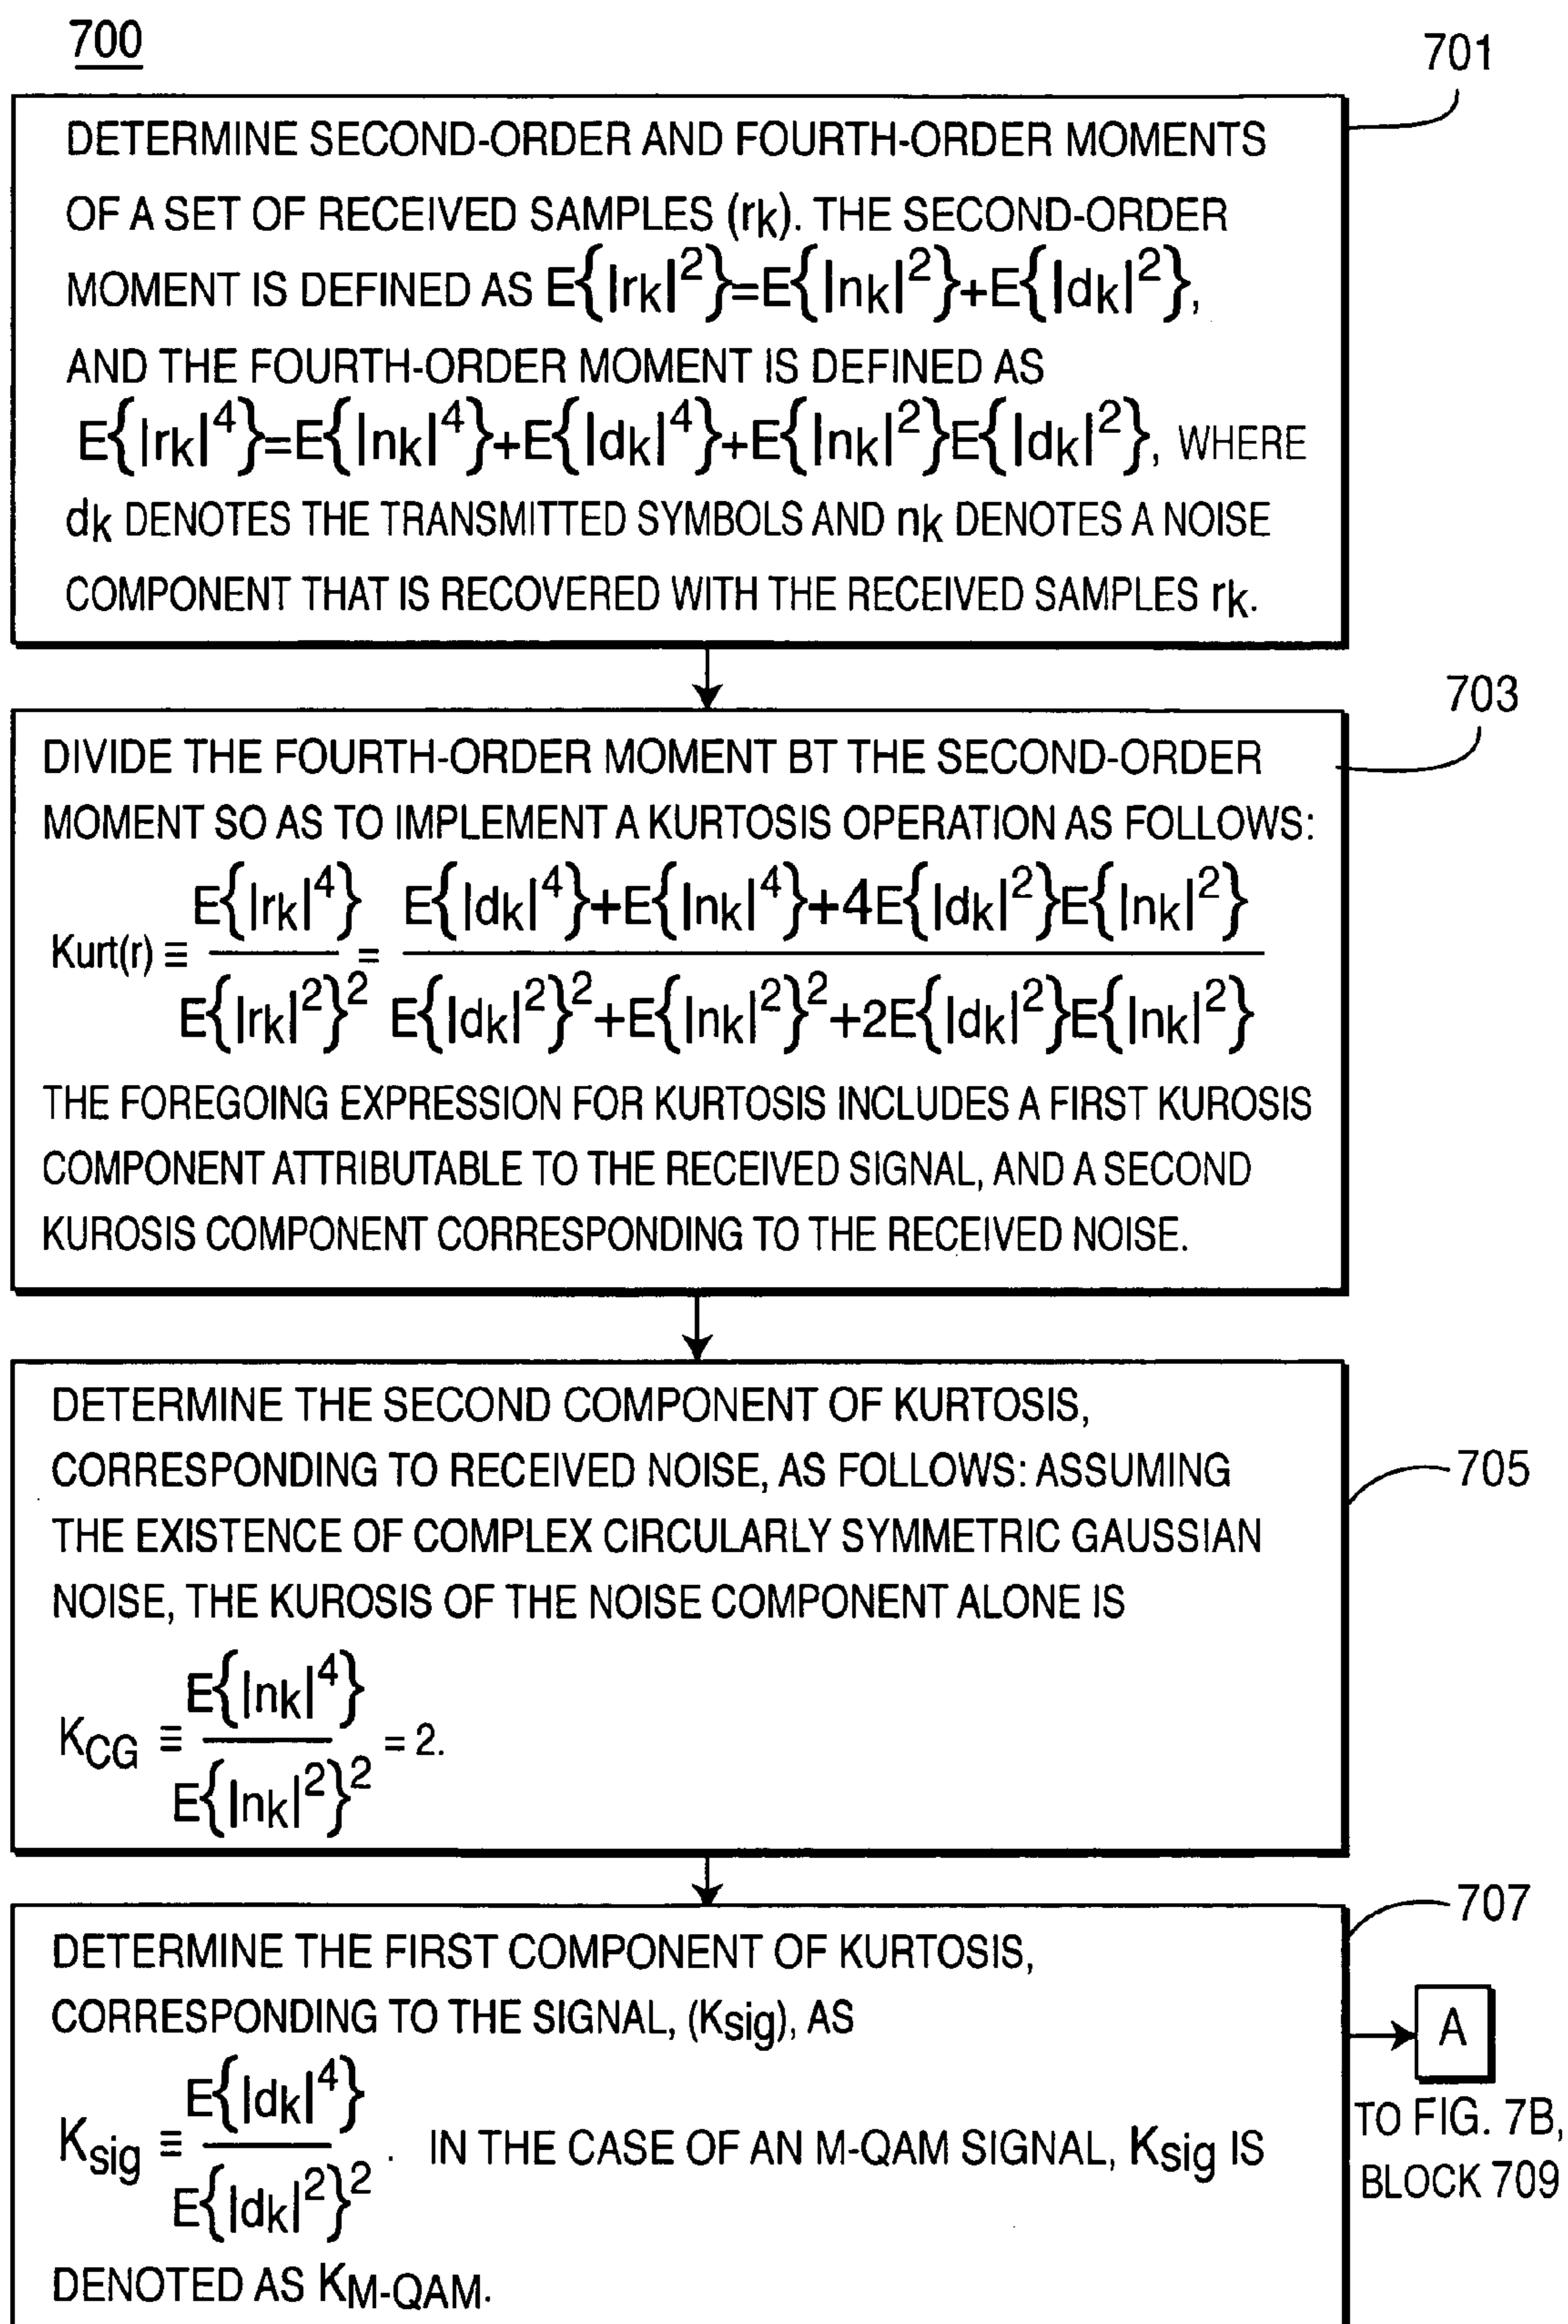 700
701
DETERMINE SECOND-ORDER AND FOURTH-ORDER MOMENTS
OF A SET OF RECEIVED SAMPLES (rk). THE SECOND-ORDER
MOMENT IS DEFINED AS E{|rk|²}=E{|nk|²}+E{|dk|²},
AND THE FOURTH-ORDER MOMENT IS DEFINED AS
E{|rk|⁴}=E{|nk|⁴}+E{|dk|⁴}+E{|nk|²}E{|dk|²}, WHERE
dk DENOTES THE TRANSMITTED SYMBOLS AND nk DENOTES A NOISE
COMPONENT THAT IS RECOVERED WITH THE RECEIVED SAMPLES rk.
703
DIVIDE THE FOURTH-ORDER MOMENT BT THE SECOND-ORDER
MOMENT SO AS TO IMPLEMENT A KURTOSIS OPERATION AS FOLLOWS:
E{|rk|⁴} E{|dk|⁴}+E{|nk|⁴}+4E{|dk|²}E{|nk|²}
Kurt(r) ≡ =
E{|rk|²}² E{|dk|²}²+E{|nk|²}²+2E{|dk|²}E{|nk|²}
THE FOREGOING EXPRESSION FOR KURTOSIS INCLUDES A FIRST KUROSIS
COMPONENT ATTRIBUTABLE TO THE RECEIVED SIGNAL, AND A SECOND
KUROSIS COMPONENT CORRESPONDING TO THE RECEIVED NOISE.
705
DETERMINE THE SECOND COMPONENT OF KURTOSIS,
CORRESPONDING TO RECEIVED NOISE, AS FOLLOWS: ASSUMING
THE EXISTENCE OF COMPLEX CIRCULARLY SYMMETRIC GAUSSIAN
NOISE, THE KUROSIS OF THE NOISE COMPONENT ALONE IS
E{|nk|⁴}
KCG ≡ = 2.
E{|nk|²}²
707
DETERMINE THE FIRST COMPONENT OF KURTOSIS,
CORRESPONDING TO THE SIGNAL, (Ksig), AS
E{|dk|⁴}
Ksig ≡ . IN THE CASE OF AN M-QAM SIGNAL, Ksig IS
E{|dk|²}²
DENOTED AS KM-QAM.
A
TO FIG. 7B,
BLOCK 709